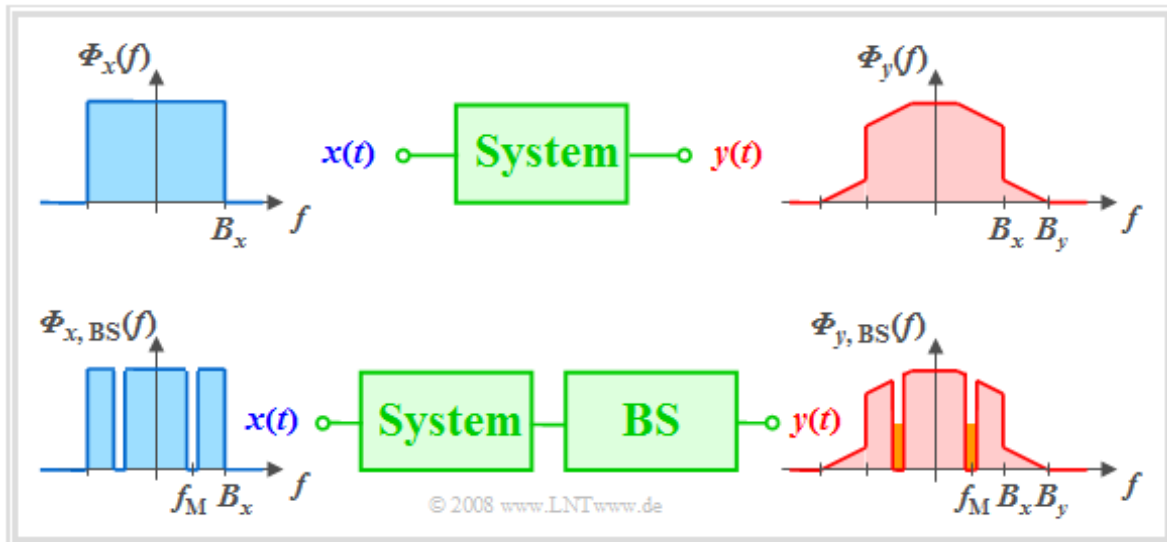 Φx(f)
Φy(f)
x(t) System y(t)
Bx f
Bx By f
Φx, BS(f)
Φy, BS(f)
x(t) System BS y(t)
fM Bx f
fM Bx By f
© 2008 www.LNTwww.de